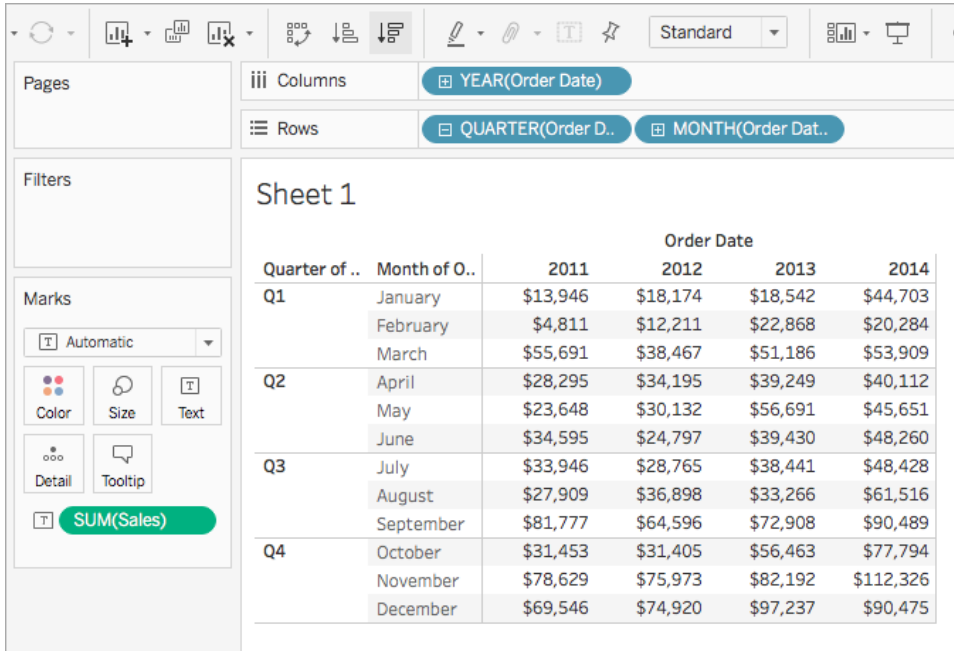 Standard
Pages
iii Columns
YEAR(Order Date)
Rows
QUARTER(Order D..
MONTH(Order Dat..
Filters
Sheet 1
Order Date
Quarter of .. Month of O.. 2011 2012 2013 2014
Q1 January $13,946 $18,174 $18,542 $44,703
February $4,811 $12,211 $22,868 $20,284
March $55,691 $38,467 $51,186 $53,909
Q2 April $28,295 $34,195 $39,249 $40,112
May $23,648 $30,132 $56,691 $45,651
June $34,595 $24,797 $39,430 $48,260
Q3 July $33,946 $28,765 $38,441 $48,428
August $27,909 $36,898 $33,266 $61,516
September $81,777 $64,596 $72,908 $90,489
Q4 October $31,453 $31,405 $56,463 $77,794
November $78,629 $75,973 $82,192 $112,326
December $69,546 $74,920 $97,237 $90,475
Marks
T Automatic
Color Size Text
Detail Tooltip
T SUM(Sales)